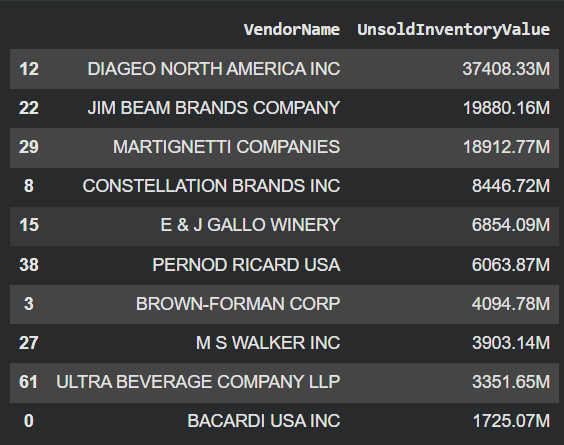 VendorName UnsoldInventoryValue
12 DIAGEO NORTH AMERICA INC 37408.33M
22 JIM BEAM BRANDS COMPANY 19880.16M
29 MARTIGNETTI COMPANIES 18912.77M
8 CONSTELLATION BRANDS INC 8446.72M
15 E & J GALLO WINERY 6854.09M
38 PERNOD RICARD USA 6063.87M
3 BROWN-FORMAN CORP 4094.78M
27 M S WALKER INC 3903.14M
61 ULTRA BEVERAGE COMPANY LLP 3351.65M
0 BACARDI USA INC 1725.07M